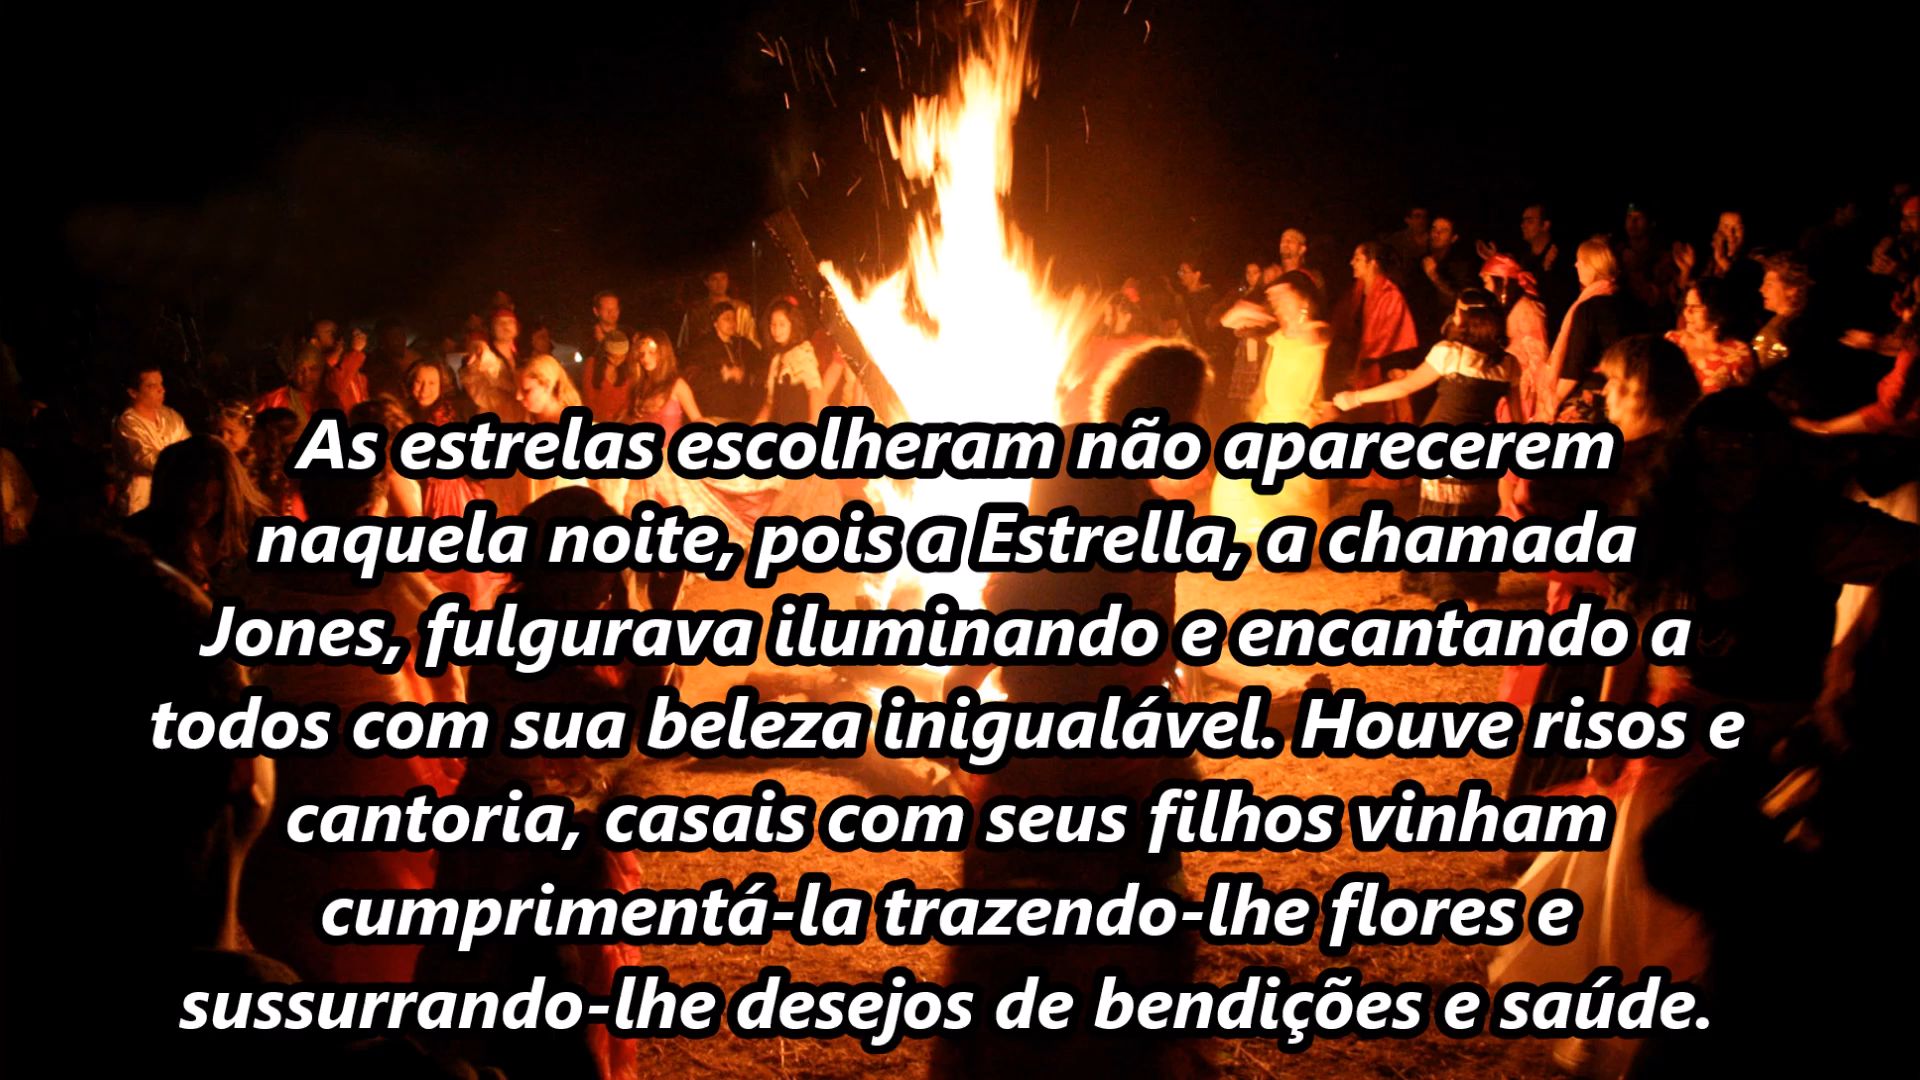 As estrelas escolheram não aparecerem
naquela noite, pois a Estrella, a chamada
Jones, fulgurava iluminando e encantando a
todos com sua beleza inigualável. Houve risos e
cantoria, casais com seus filhos vinham
cumprimentá-la trazendo-lhe flores e
sussurrando-lhe desejos de bendições e saúde.